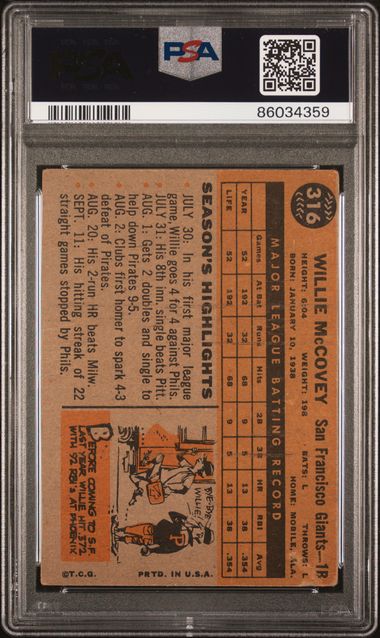 PSA
86034359
316
WILLIE McCOVEY San Francisco Giants—1B
HEIGHT: 6:04 WEIGHT: 198 BATS: L THROWS: L
BORN: JANUARY 10, 1938 HOME: MOBILE, ALA.
MAJOR LEAGUE BATTING RECORD
Games At Bat Runs Hits 2B 3B HR RBI Avg
YEAR 52 192 32 68 9 5 13 38 .354
LIFE 52 192 32 68 9 5 13 38 .354
SEASON'S HIGHLIGHTS
• JULY 30: In his first major league
game, Willie goes 4 for 4 against Phils.
• JULY 31: His 8th inn. single beats Pitt.
• AUG. 1: Gets 2 doubles and single to
help down Pirates 9-5.
• AUG. 2: Clubs first homer to spark 4-3
defeat of Pirates.
• AUG. 20: His 2-run HR beats Milw.
• SEPT. 11: His hitting streak of 22
straight games stopped by Phils.
BYE-BYE
WILLIE!
P
BEFORE COMING TO S.F.
LAST YEAR, WILLIE HIT .372
WITH 92 RBI's AT PHOENIX.
© T.C.G. PRTD. IN U.S.A.